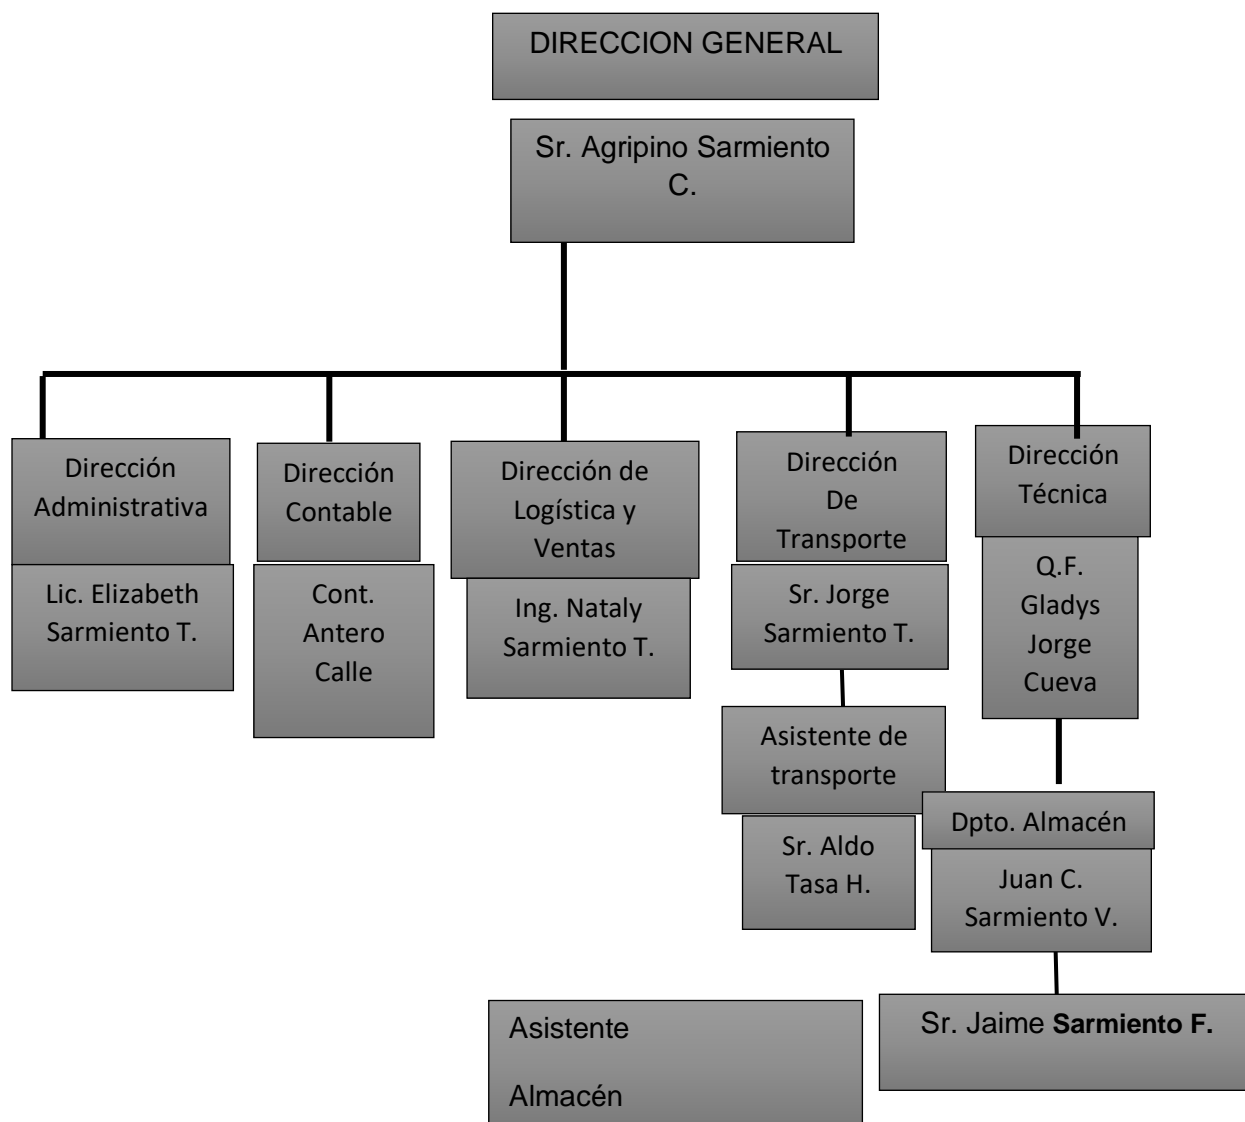 DIRECCION GENERAL
Sr. Agripino Sarmiento
C.
Dirección
Administrativa
Lic. Elizabeth
Sarmiento T.
Dirección
Contable
Cont.
Antero
Calle
Dirección de
Logística y
Ventas
Ing. Nataly
Sarmiento T.
Dirección
De
Transporte
Sr. Jorge
Sarmiento T.
Asistente de
transporte
Sr. Aldo
Tasa H.
Dirección
Técnica
Q.F.
Gladys
Jorge
Cueva
Dpto. Almacén
Juan C.
Sarmiento V.
Asistente
Almacén
Sr. Jaime Sarmiento F.